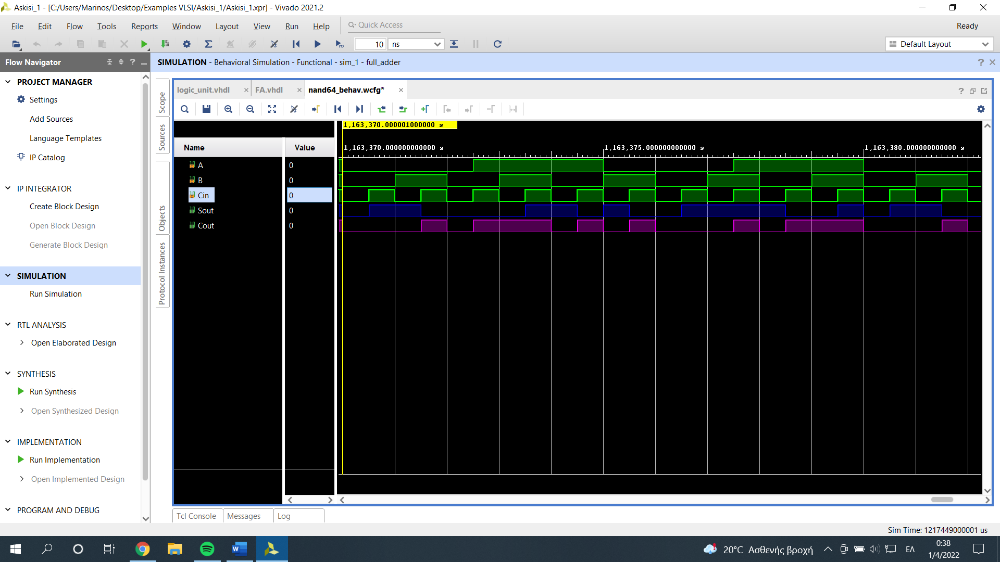 Askisi_1 - [C:/Users/Marinos/Desktop/Examples VLSI/Askisi_1/Askisi_1.xpr] - Vivado 2021.2
File Edit Flow Tools Reports Window Layout View Run Help Quick Access Ready
10 ns Default Layout
Flow Navigator
SIMULATION - Behavioral Simulation - Functional - sim_1 - full_adder
PROJECT MANAGER
Settings
Add Sources
Language Templates
IP Catalog
IP INTEGRATOR
Create Block Design
Open Block Design
Generate Block Design
SIMULATION
Run Simulation
RTL ANALYSIS
Open Elaborated Design
SYNTHESIS
Run Synthesis
Open Synthesized Design
IMPLEMENTATION
Run Implementation
Open Implemented Design
PROGRAM AND DEBUG
Scope
Sources
Objects
Protocol Instances
logic_unit.vhdl FA.vhdl nand64_behav.wcfg*
1,163,370.000001000000 s
Name Value 1,163,370.000000000000 s 1,163,375.000000000000 s 1,163,380.000000000000 s
A 0
B 0
Cin 0
Sout 0
Cout 0
Tcl Console Messages Log
Sim Time: 1217449000001 us
20°C Ασθενής βροχή ΕΛ 0:38
1/4/2022